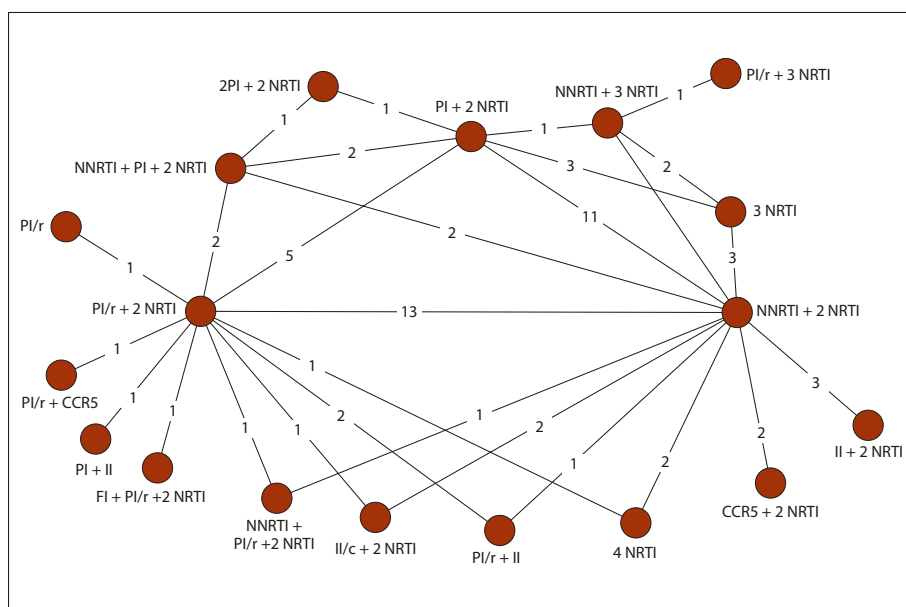 2PI + 2 NRTI
PI + 2 NRTI
NNRTI + 3 NRTI
PI/r + 3 NRTI
1
1
1
1
NNRTI + PI + 2 NRTI
2
3
2
PI/r
3 NRTI
2
5
2
11
3
1
PI/r + 2 NRTI
13
NNRTI + 2 NRTI
1
1
3
PI/r + CCR5
1
1
1
1
2
1
2
2
PI + II
1
2
II + 2 NRTI
FI + PI/r +2 NRTI
CCR5 + 2 NRTI
NNRTI +
PI/r +2 NRTI
II/c + 2 NRTI
PI/r + II
4 NRTI